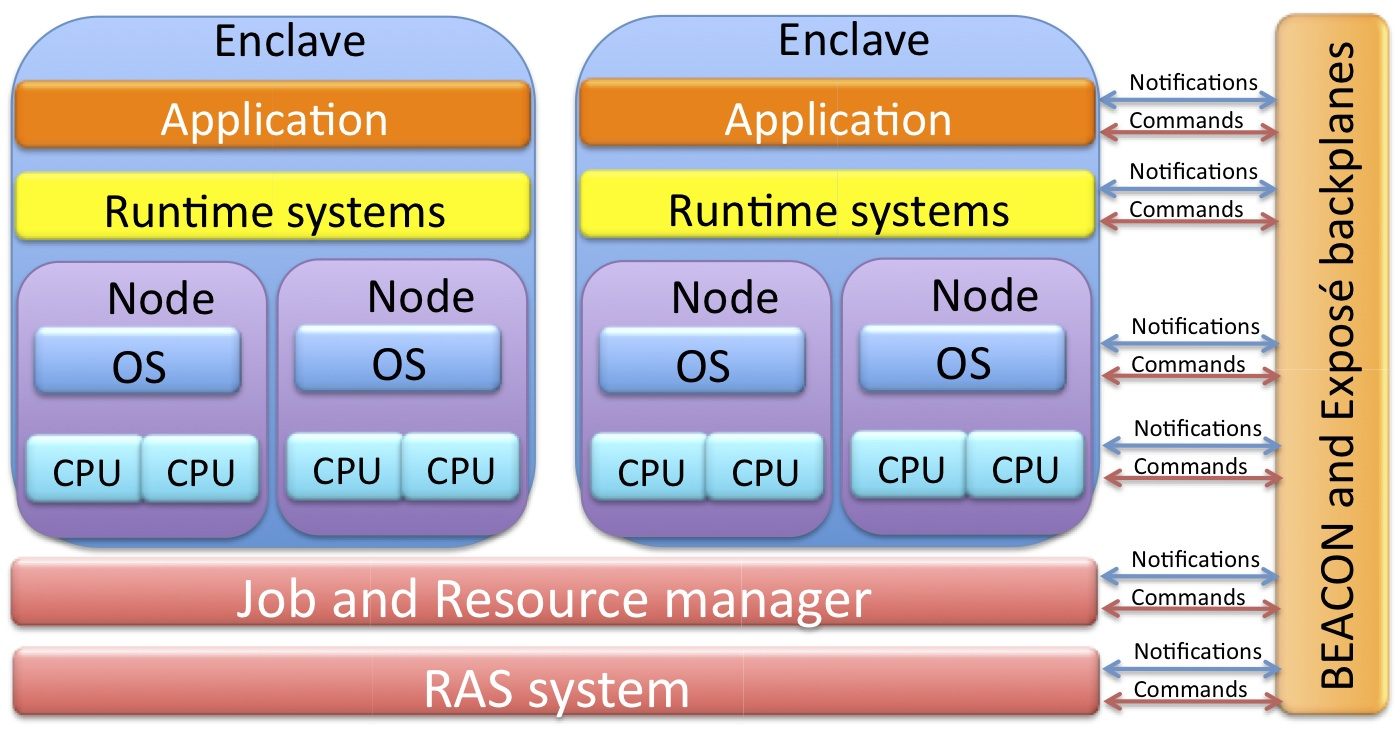 Enclave
Enclave
Application
Application
Notifications
Commands
Runtime systems
Runtime systems
Notifications
Commands
Node
Node
Node
Node
OS
OS
OS
OS
Notifications
Commands
CPU
CPU
CPU
CPU
CPU
CPU
CPU
CPU
Notifications
Commands
Job and Resource manager
Notifications
Commands
RAS system
Notifications
Commands
BEACON and Exposé backplanes